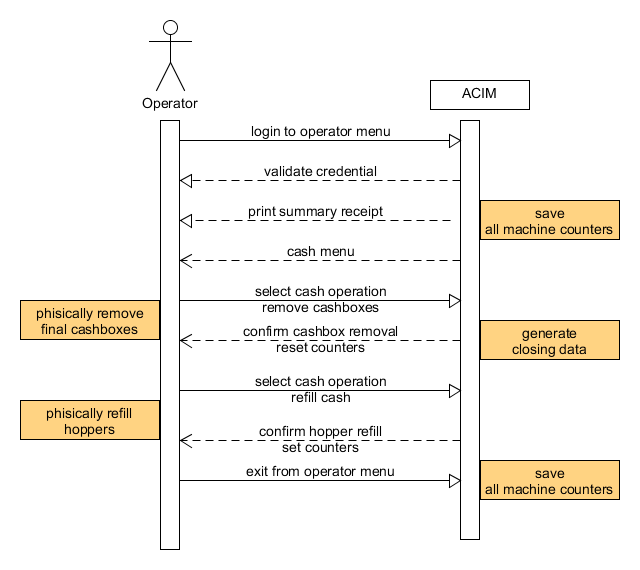 Operator
ACIM
login to operator menu
validate credential
print summary receipt
save
all machine counters
cash menu
select cash operation
remove cashboxes
phisically remove
final cashboxes
confirm cashbox removal
reset counters
generate
closing data
select cash operation
refill cash
phisically refill
hoppers
confirm hopper refill
set counters
exit from operator menu
save
all machine counters